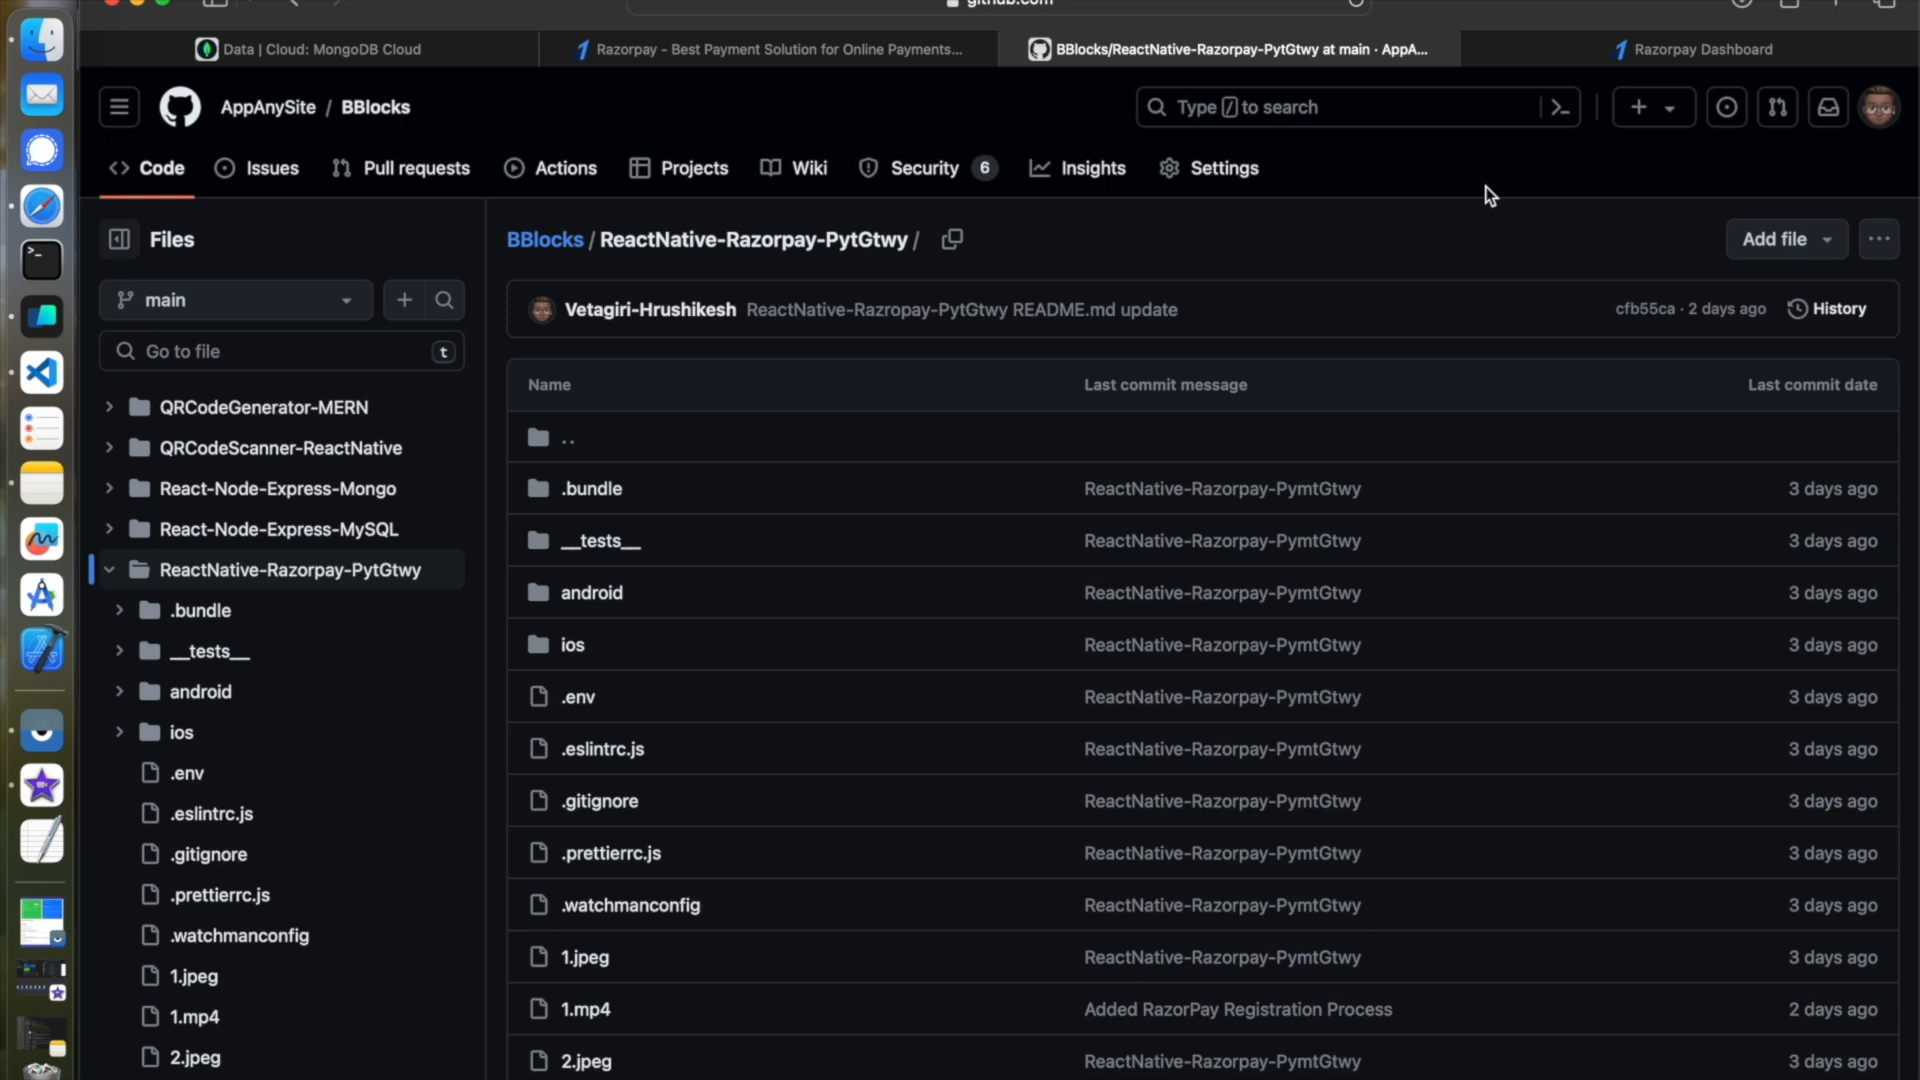 github.com
Data | Cloud: MongoDB Cloud
Razorpay - Best Payment Solution for Online Payments...
BBlocks/ReactNative-Razorpay-PytGtwy at main · AppA...
Razorpay Dashboard
AppAnySite / BBlocks
Type / to search
Code
Issues
Pull requests
Actions
Projects
Wiki
Security 6
Insights
Settings
Files
BBlocks / ReactNative-Razorpay-PytGtwy /
Add file
main
Vetagiri-Hrushikesh ReactNative-Razropay-PytGtwy README.md update
cfb55ca · 2 days ago
History
Go to file t
Name Last commit message Last commit date
QRCodeGenerator-MERN
QRCodeScanner-ReactNative
React-Node-Express-Mongo
React-Node-Express-MySQL
ReactNative-Razorpay-PytGtwy
.bundle
__tests__
android
ios
.env
.eslintrc.js
.gitignore
.prettierrc.js
.watchmanconfig
1.jpeg
1.mp4
2.jpeg
..
.bundle ReactNative-Razorpay-PymtGtwy 3 days ago
__tests__ ReactNative-Razorpay-PymtGtwy 3 days ago
android ReactNative-Razorpay-PymtGtwy 3 days ago
ios ReactNative-Razorpay-PymtGtwy 3 days ago
.env ReactNative-Razorpay-PymtGtwy 3 days ago
.eslintrc.js ReactNative-Razorpay-PymtGtwy 3 days ago
.gitignore ReactNative-Razorpay-PymtGtwy 3 days ago
.prettierrc.js ReactNative-Razorpay-PymtGtwy 3 days ago
.watchmanconfig ReactNative-Razorpay-PymtGtwy 3 days ago
1.jpeg ReactNative-Razorpay-PymtGtwy 3 days ago
1.mp4 Added RazorPay Registration Process 2 days ago
2.jpeg ReactNative-Razorpay-PymtGtwy 3 days ago